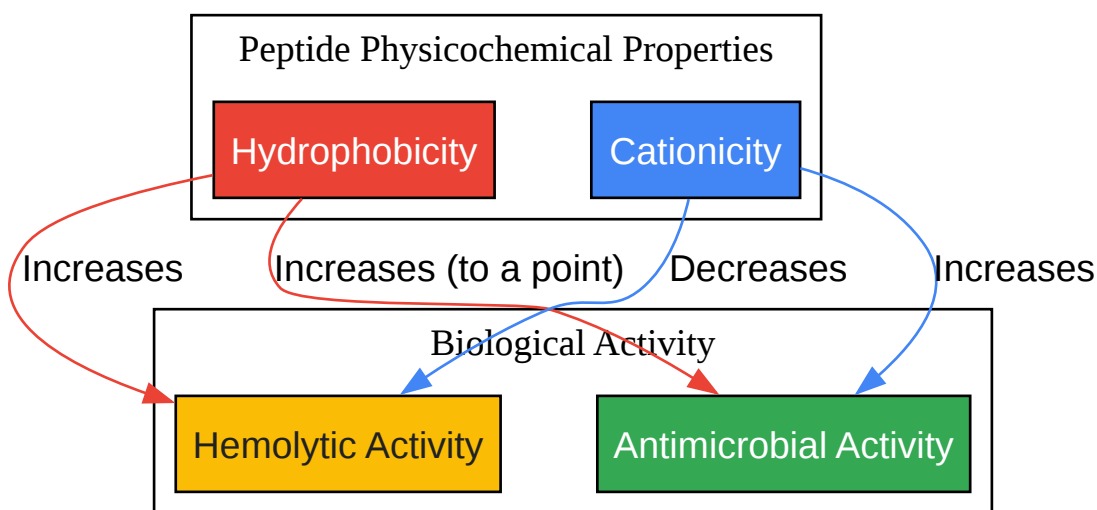 Peptide Physicochemical Properties
Hydrophobicity
Cationicity
Increases
Increases (to a point)
Decreases
Increases
Biological Activity
Hemolytic Activity
Antimicrobial Activity